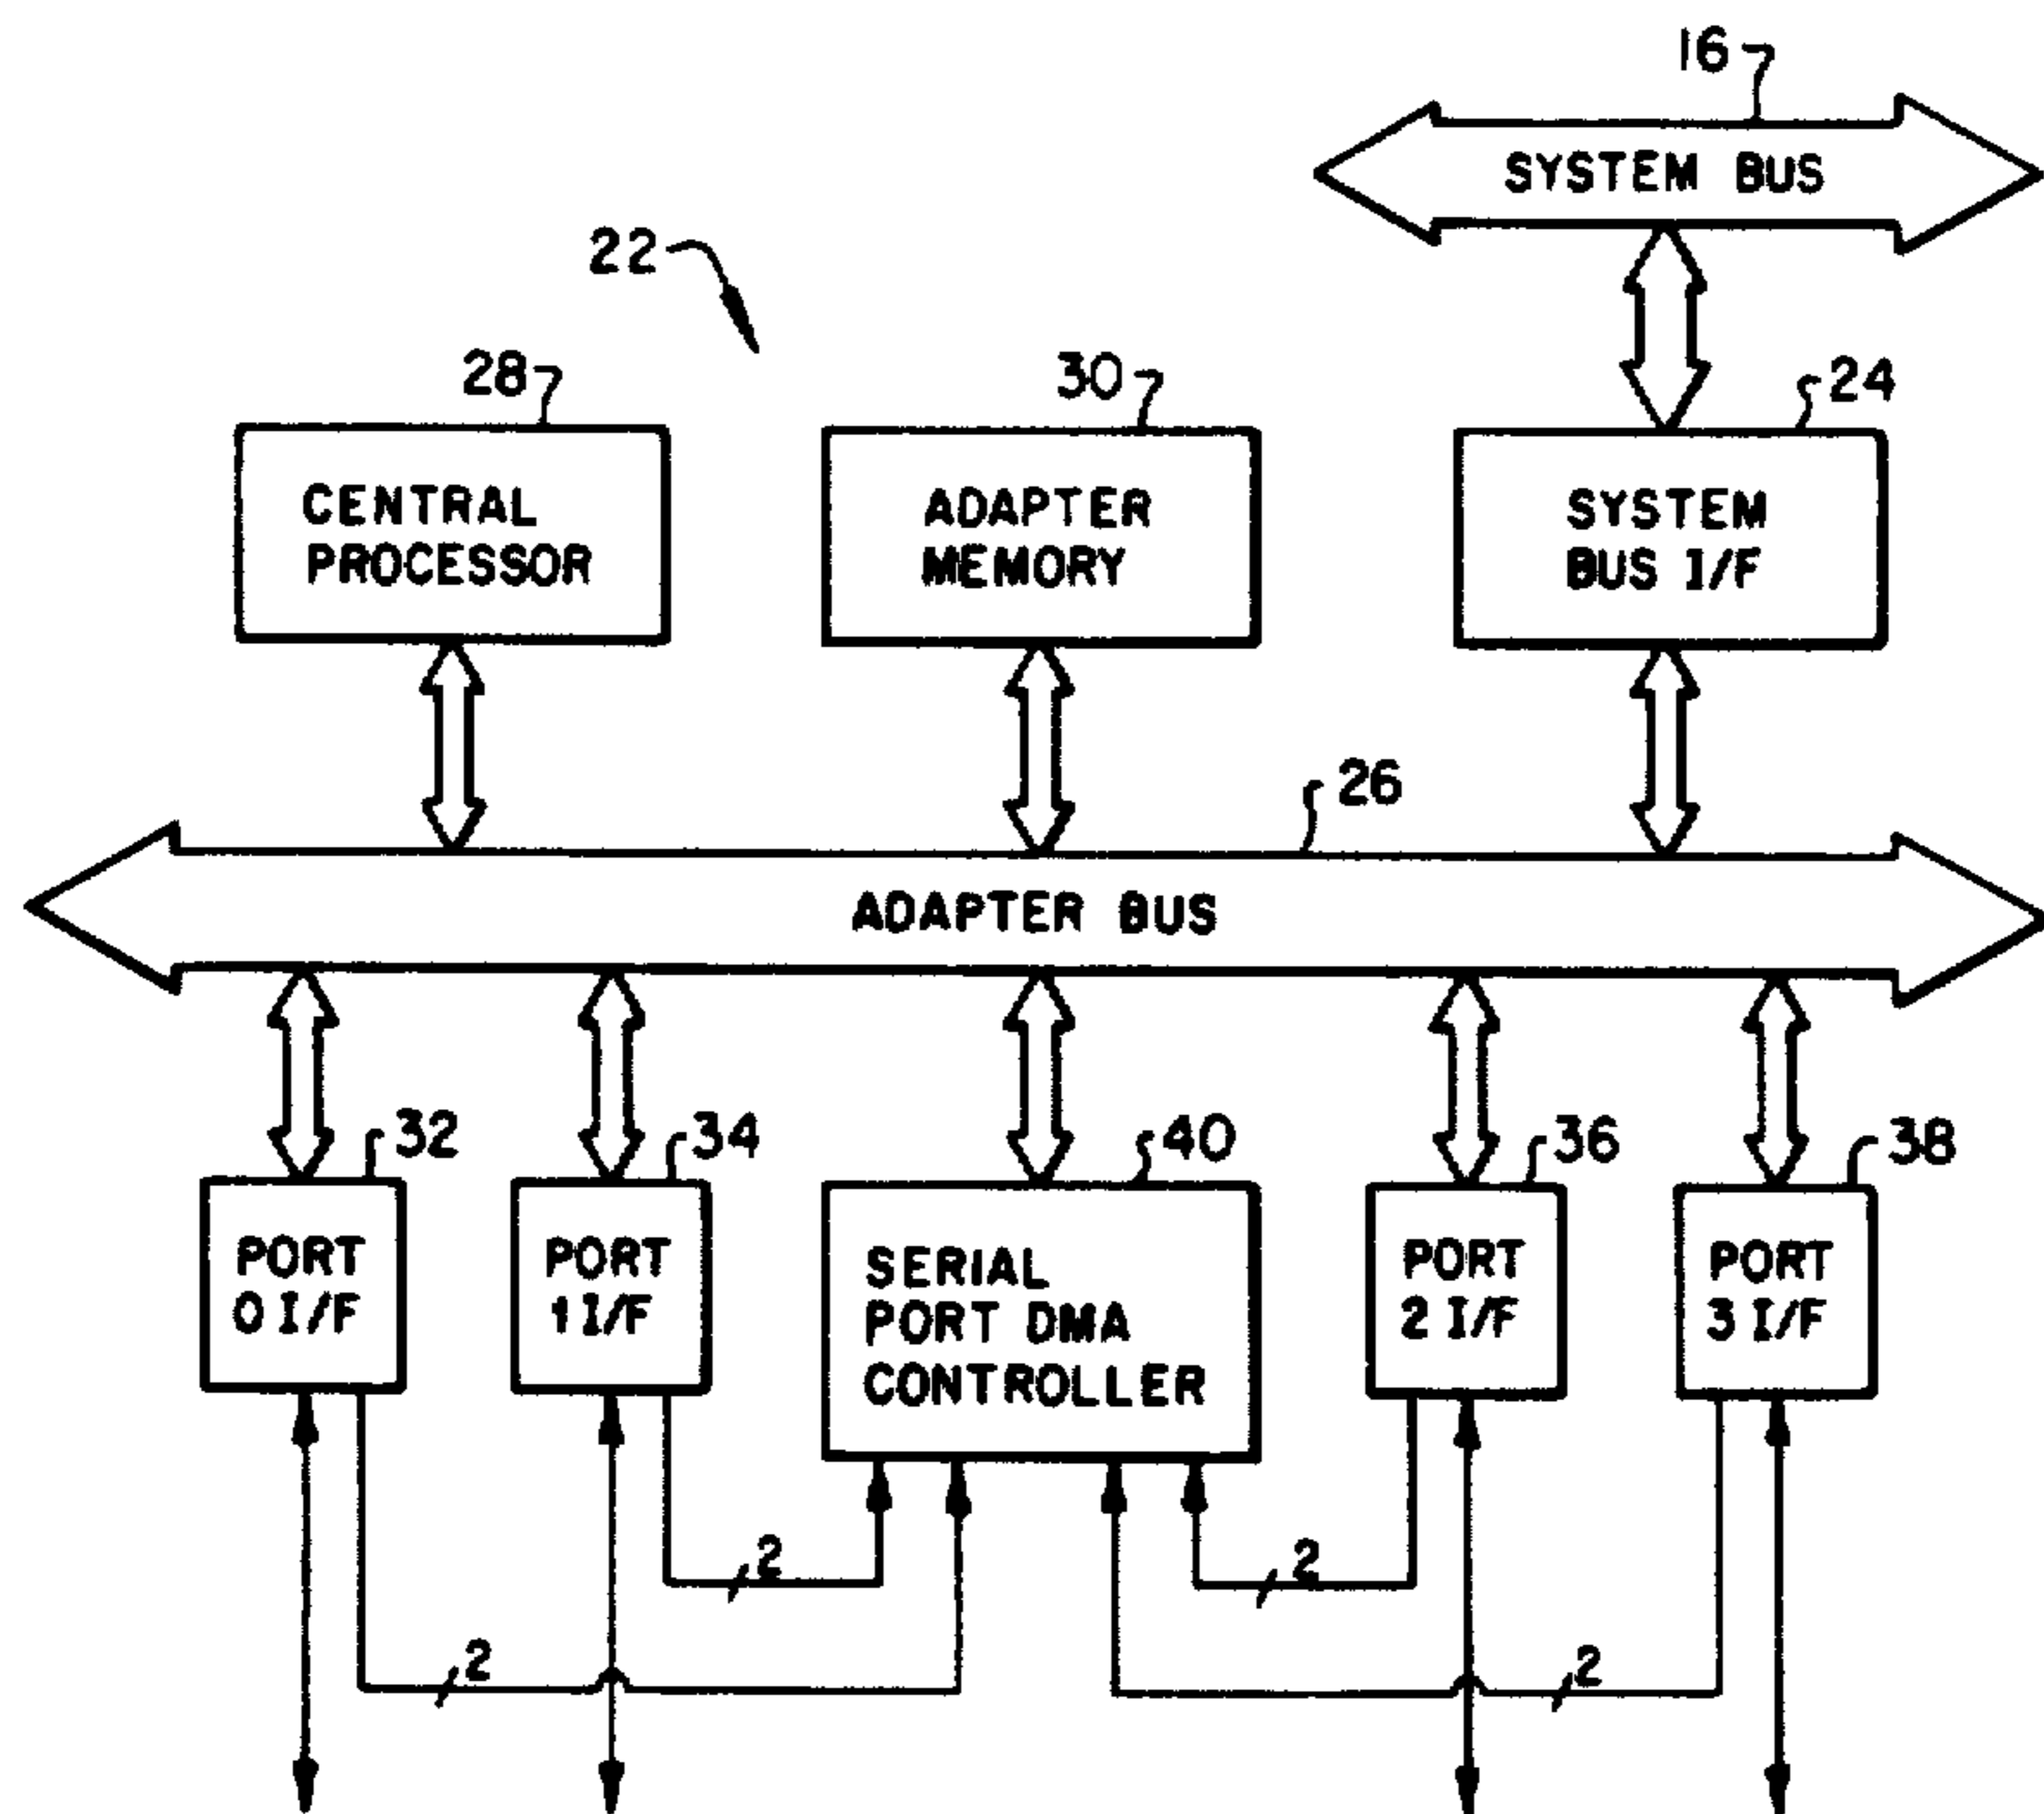 16
SYSTEM BUS
22
28
30
24
CENTRAL
PROCESSOR
ADAPTER
MEMORY
SYSTEM
BUS I/F
26
ADAPTER BUS
32
34
40
36
38
PORT
0 I/F
PORT
1 I/F
SERIAL
PORT DMA
CONTROLLER
PORT
2 I/F
PORT
3 I/F
2
2
2
2